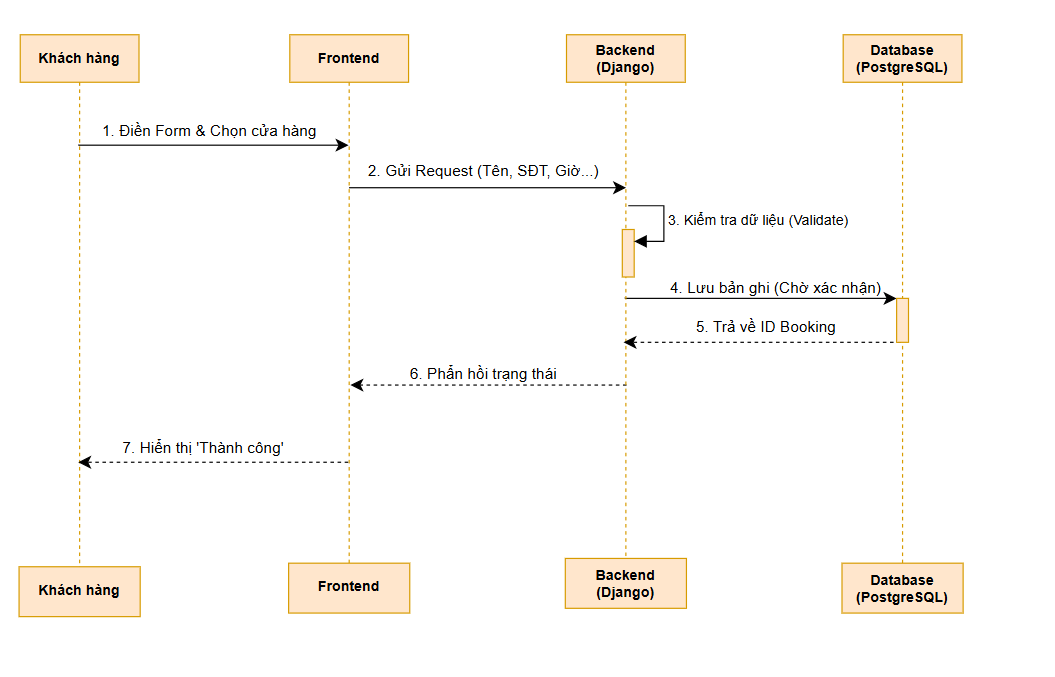 Khách hàng
Frontend
Backend
(Django)
Database
(PostgreSQL)
1. Điền Form & Chọn cửa hàng
2. Gửi Request (Tên, SĐT, Giờ...)
3. Kiểm tra dữ liệu (Validate)
4. Lưu bản ghi (Chờ xác nhận)
5. Trả về ID Booking
6. Phẩn hồi trạng thái
7. Hiển thị 'Thành công'
Khách hàng
Frontend
Backend
(Django)
Database
(PostgreSQL)